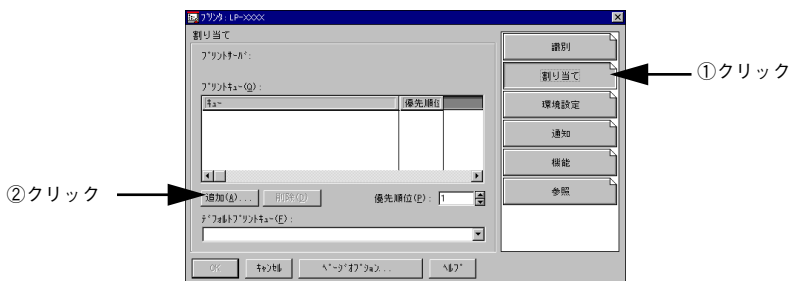 プリンタ: LP-XXXX
割り当て
プリントサーバ:
プリントキュー(Q):
キュー 優先順位
追加(A)... 削除(D) 優先順位(P): 1
デフォルトプリントキュー(F):
OK キャンセル ページオプション... ヘルプ
識別
割り当て
環境設定
通知
機能
参照
①クリック
②クリック